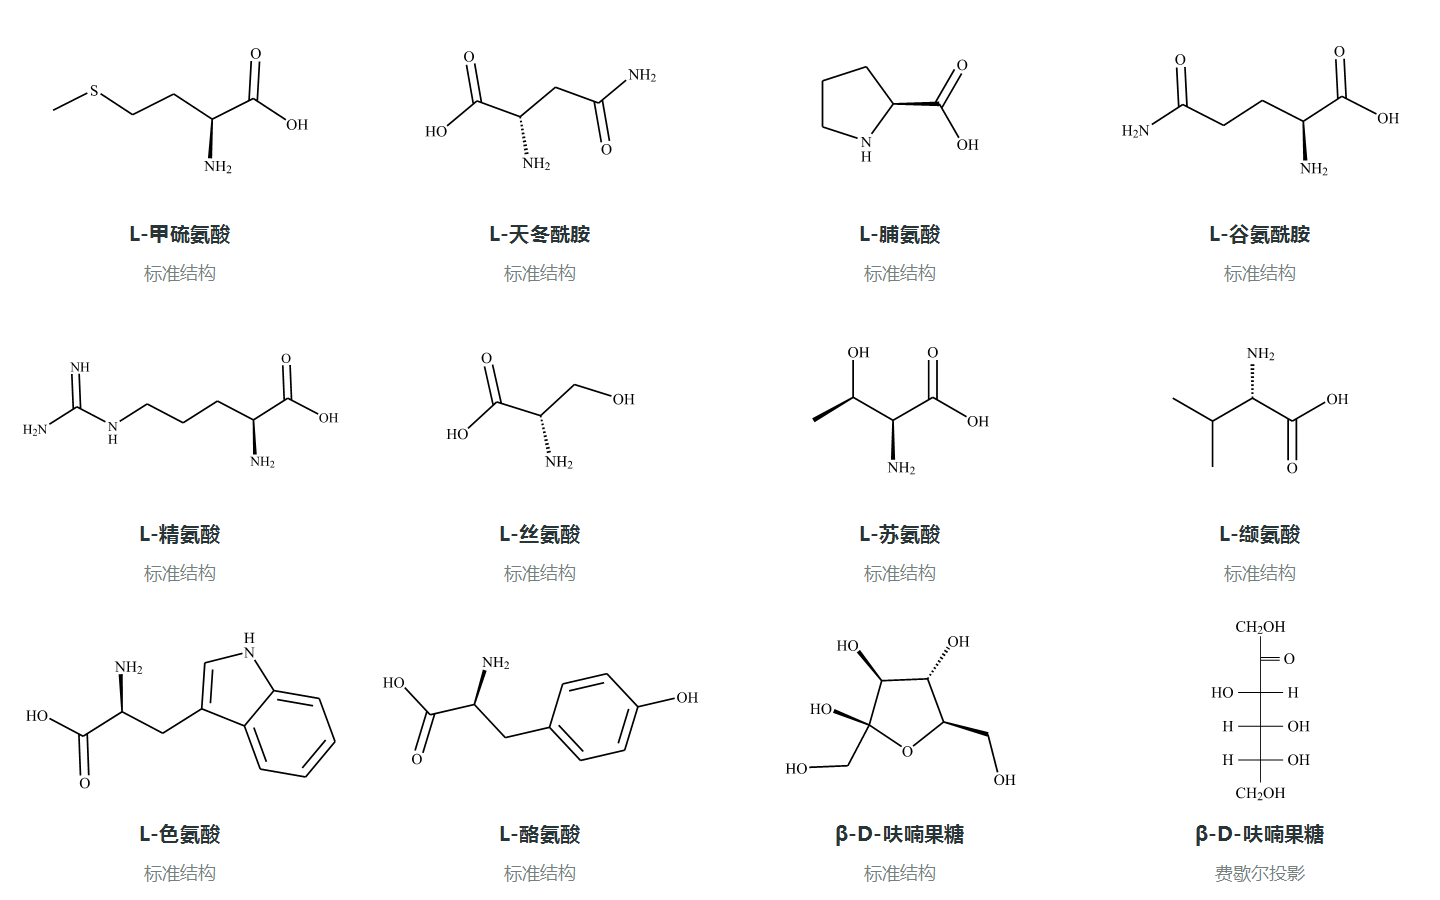 O
S
OH
NH₂
O
NH₂
HO
O
NH₂
O
N
H
OH
O
O
H₂N
OH
NH₂
L-甲硫氨酸
L-天冬酰胺
L-脯氨酸
L-谷氨酰胺
标准结构
标准结构
标准结构
标准结构
NH
O
H₂N
N
H
OH
NH₂
O
OH
HO
NH₂
OH
O
OH
NH₂
NH₂
OH
O
L-精氨酸
L-丝氨酸
L-苏氨酸
L-缬氨酸
标准结构
标准结构
标准结构
标准结构
H
N
NH₂
HO
O
NH₂
HO
OH
O
HO
OH
HO
O
HO
OH
CH₂OH
O
HO H
H OH
H OH
CH₂OH
L-色氨酸
L-酪氨酸
β-D-呋喃果糖
β-D-呋喃果糖
标准结构
标准结构
标准结构
费歇尔投影